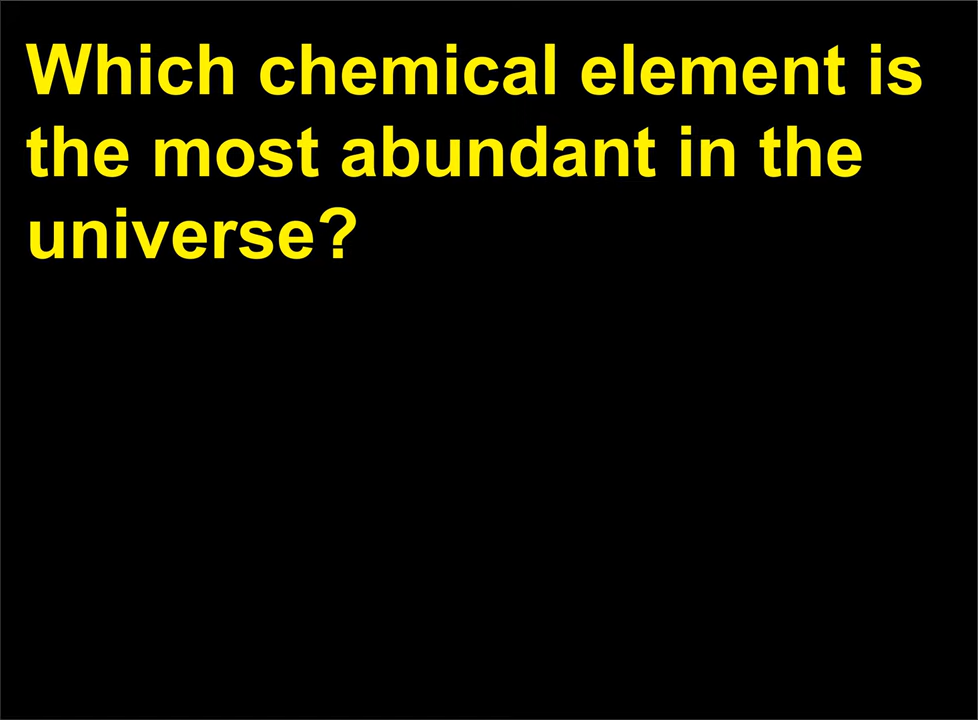 Which chemical element is
the most abundant in the
universe?